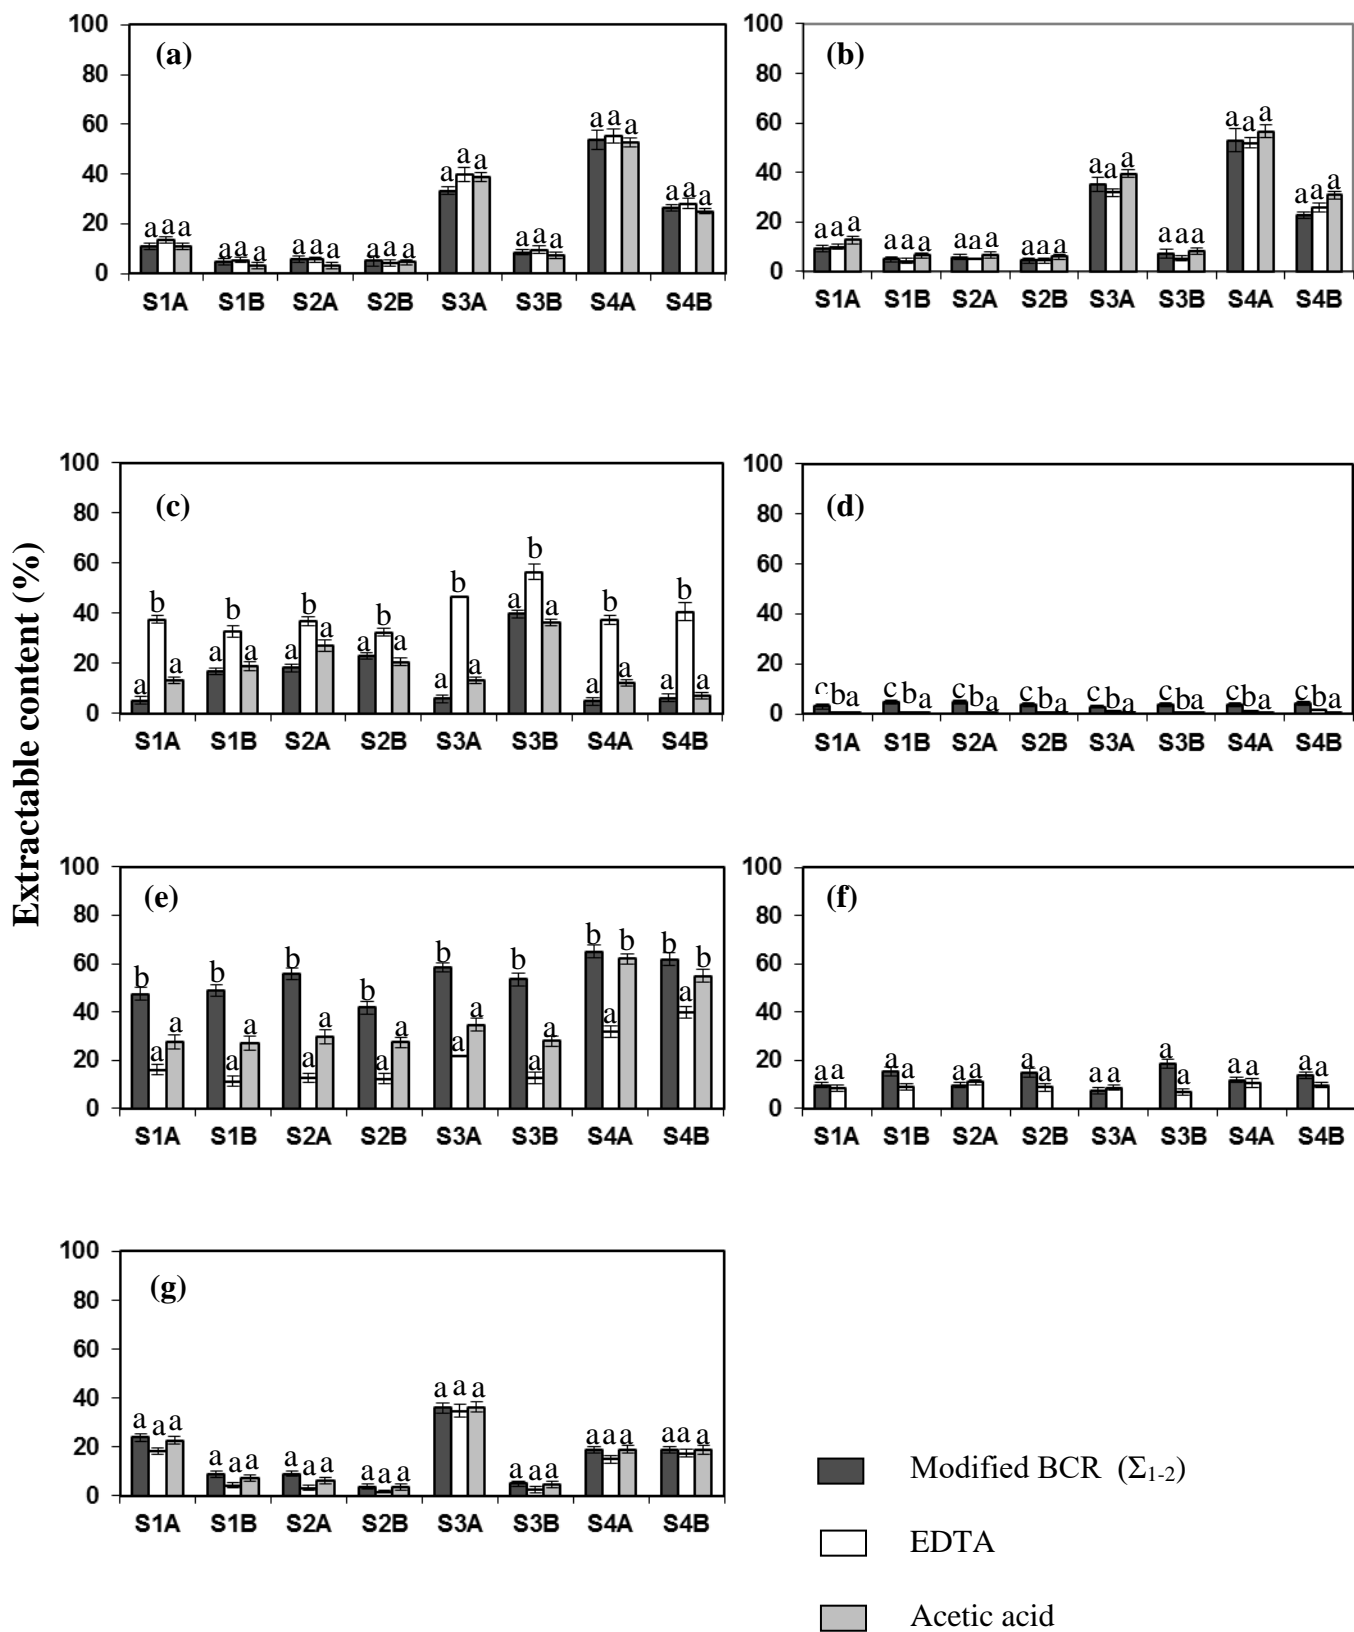 Extractable content (%)
(a)
100
80
60
40
20
0
a a a a a a a a a a a a a a a a a a a a a a a a
S1A S1B S2A S2B S3A S3B S4A S4B
(b)
100
80
60
40
20
0
a a a a a a a a a a a a a a a a a a a a a a a a
S1A S1B S2A S2B S3A S3B S4A S4B
(c)
100
80
60
40
20
0
a b a a b a a b a a b a a b a a b a a b a a b a
S1A S1B S2A S2B S3A S3B S4A S4B
(d)
100
80
60
40
20
0
c b a c b a c b a c b a c b a c b a c b a c b a
S1A S1B S2A S2B S3A S3B S4A S4B
(e)
100
80
60
40
20
0
b a a b a a b a a b a a b a a b a a b a b b a b
S1A S1B S2A S2B S3A S3B S4A S4B
(f)
100
80
60
40
20
0
a a a a a a a a a a a a a a a a
S1A S1B S2A S2B S3A S3B S4A S4B
(g)
100
80
60
40
20
0
a a a a a a a a a a a a a a a a a a a a a a a a
S1A S1B S2A S2B S3A S3B S4A S4B
Modified BCR (Σ1-2)
EDTA
Acetic acid